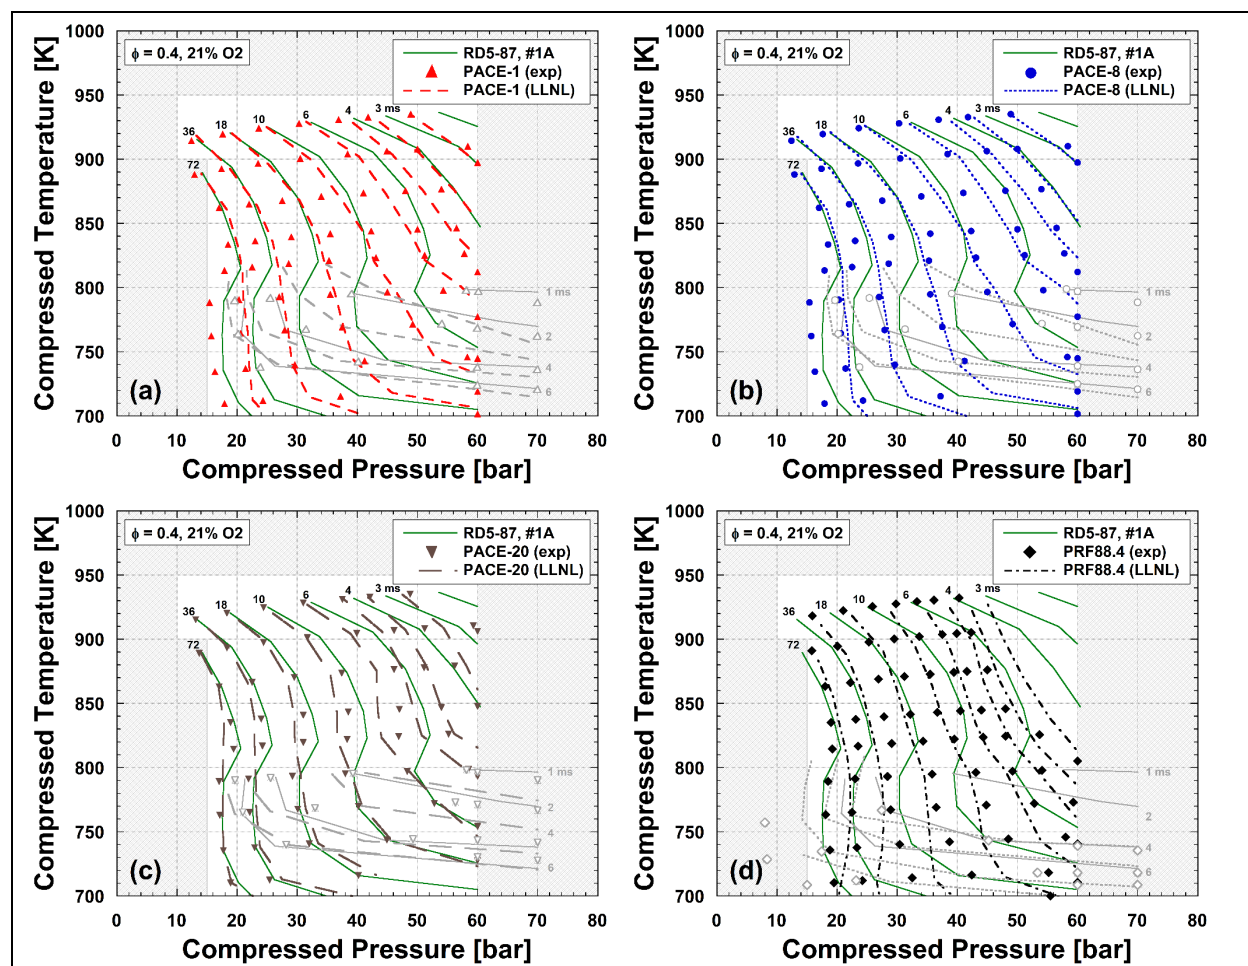 1000
950
900
850
800
750
700
Compressed Temperature [K]
ϕ = 0.4, 21% O2
RD5-87, #1A
PACE-1 (exp)
PACE-1 (LLNL)
36
18
10
6
4
3 ms
72
1 ms
2
4
6
(a)
0
10
20
30
40
50
60
70
80
Compressed Pressure [bar]
1000
950
900
850
800
750
700
Compressed Temperature [K]
ϕ = 0.4, 21% O2
RD5-87, #1A
PACE-8 (exp)
PACE-8 (LLNL)
36
18
10
6
4
3 ms
72
1 ms
2
4
6
(b)
0
10
20
30
40
50
60
70
80
Compressed Pressure [bar]
1000
950
900
850
800
750
700
Compressed Temperature [K]
ϕ = 0.4, 21% O2
RD5-87, #1A
PACE-20 (exp)
PACE-20 (LLNL)
36
18
10
6
4
3 ms
72
1 ms
2
4
6
(c)
0
10
20
30
40
50
60
70
80
Compressed Pressure [bar]
1000
950
900
850
800
750
700
Compressed Temperature [K]
ϕ = 0.4, 21% O2
RD5-87, #1A
PRF88.4 (exp)
PRF88.4 (LLNL)
36
18
10
6
4
3 ms
72
1 ms
2
4
6
(d)
0
10
20
30
40
50
60
70
80
Compressed Pressure [bar]